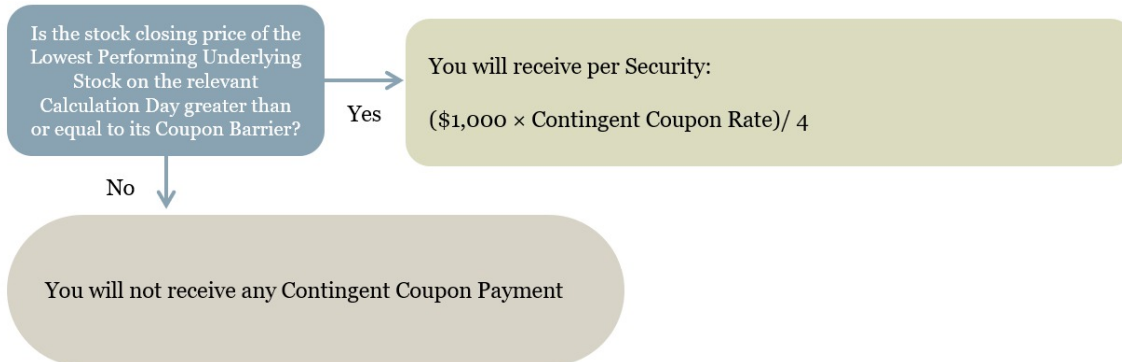 Is the stock closing price of the
Lowest Performing Underlying
Stock on the relevant
Calculation Day greater than
or equal to its Coupon Barrier?
Yes
You will receive per Security:
($1,000 × Contingent Coupon Rate)/ 4
No
You will not receive any Contingent Coupon Payment